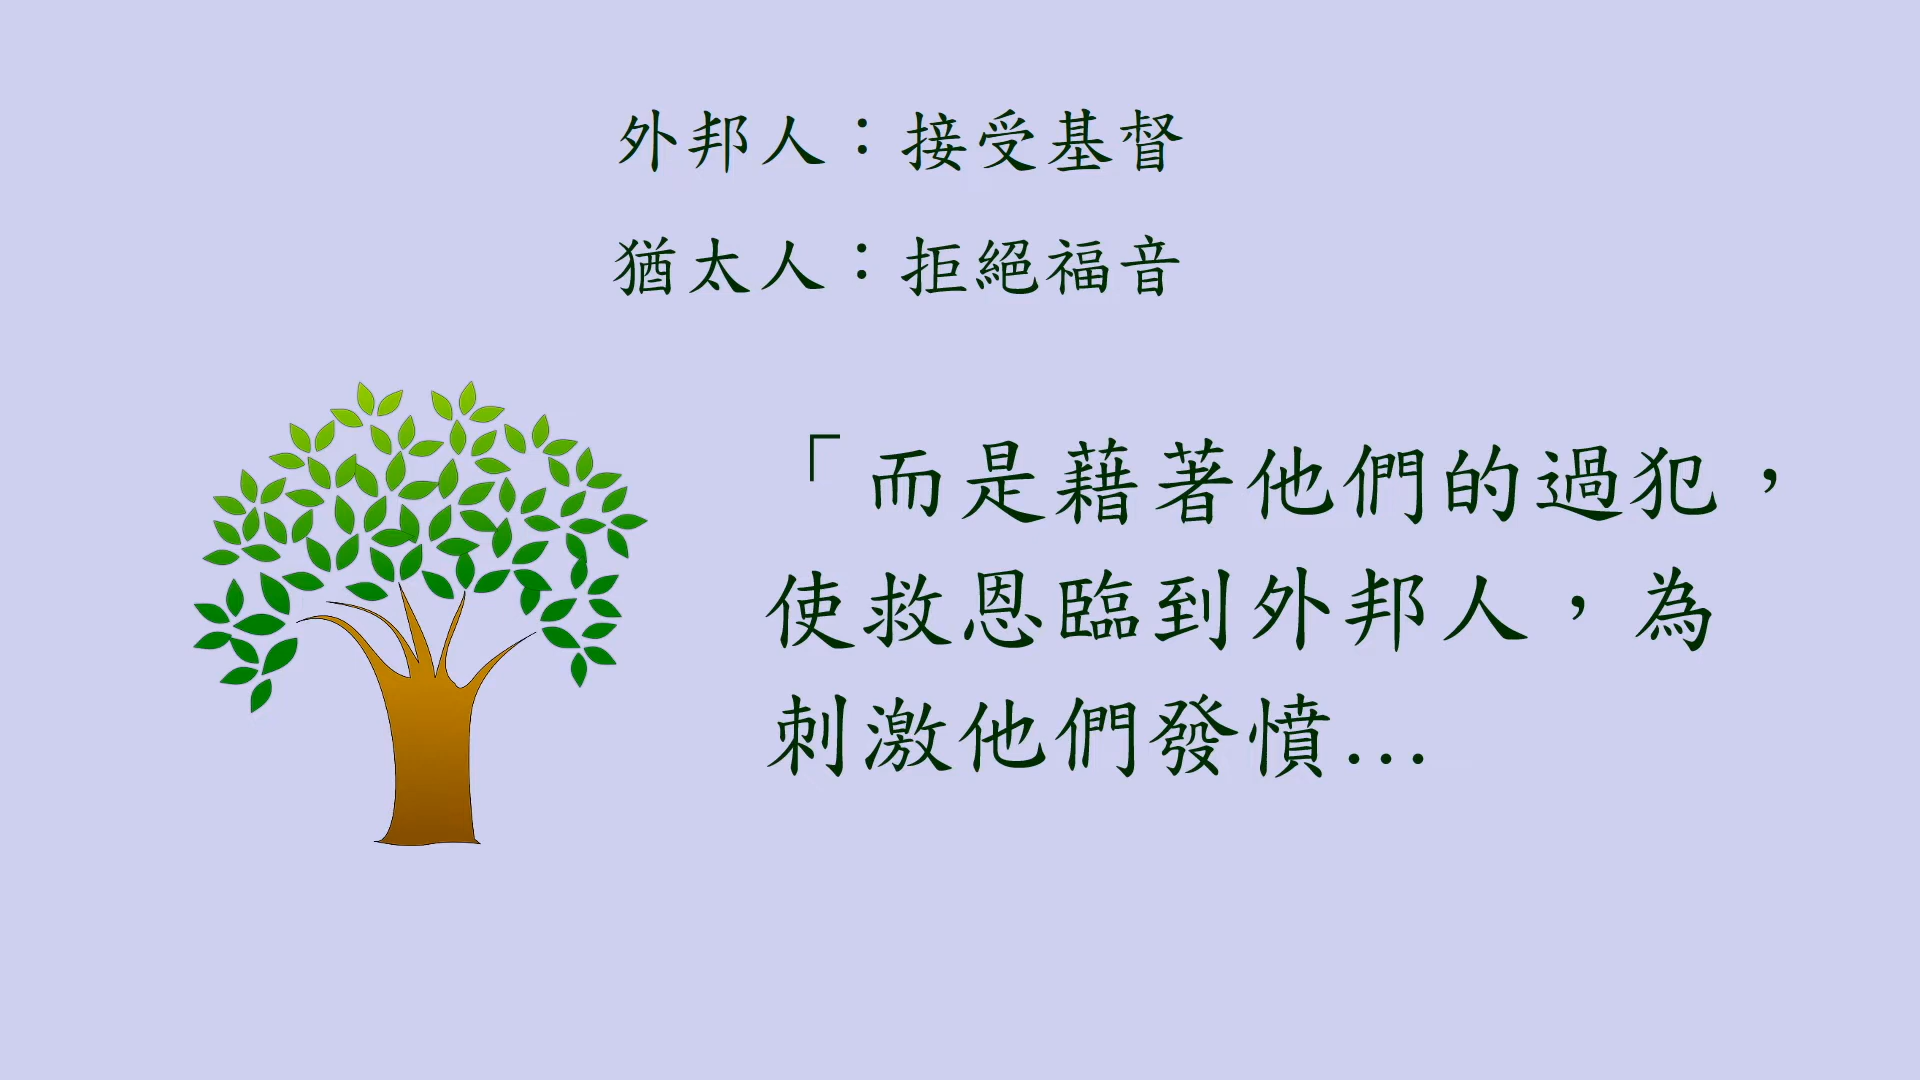 外邦人：接受基督
猶太人：拒絕福音
「而是藉著他們的過犯，
使救恩臨到外邦人，為
刺激他們發憤...